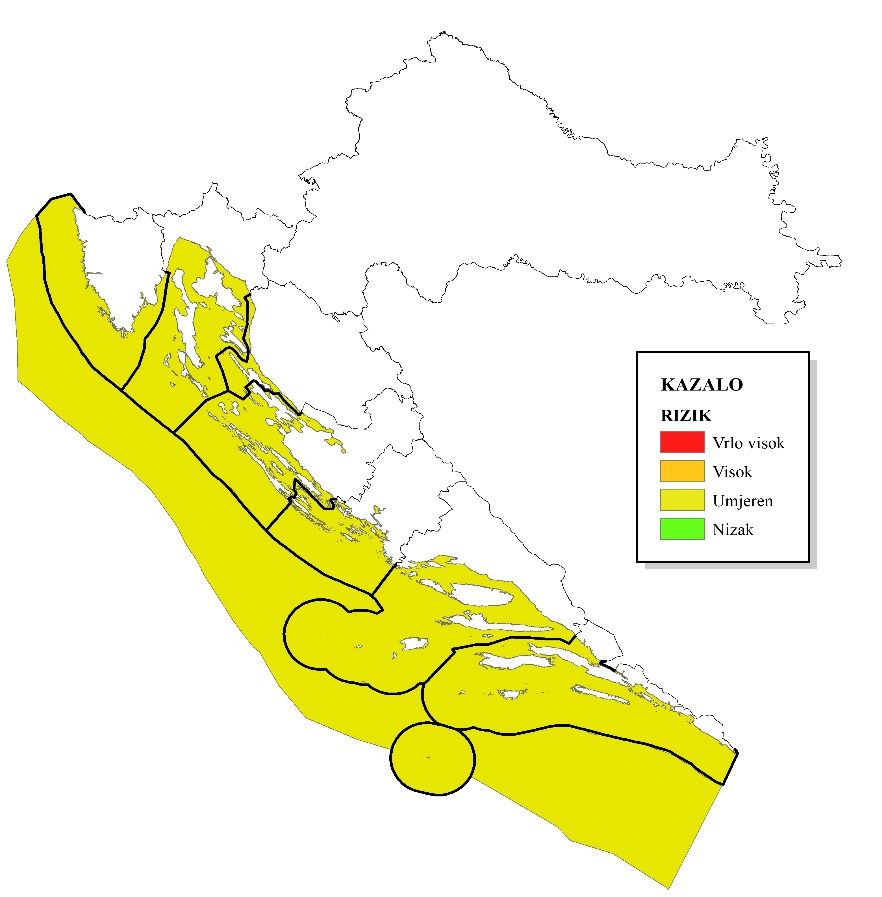 KAZALO
RIZIK
Vrlo visok
Visok
Umjeren
Nizak